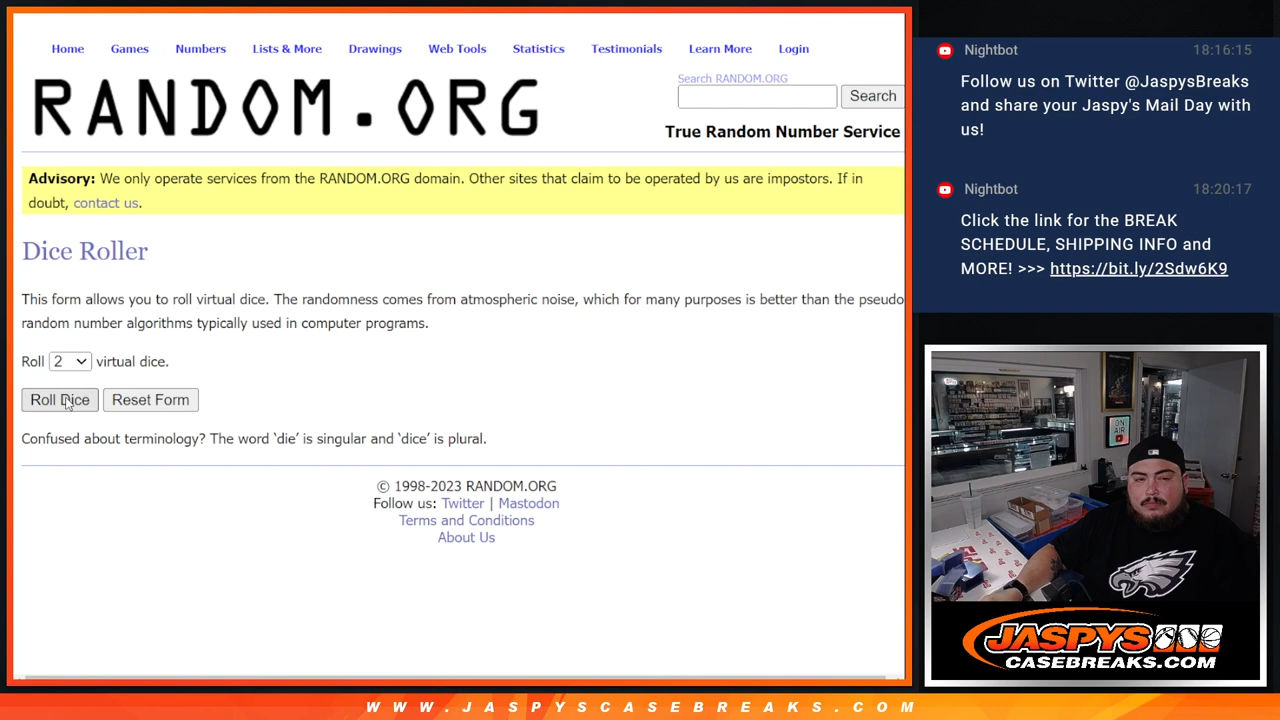 Home Games Numbers Lists & More Drawings Web Tools Statistics Testimonials Learn More Login
RANDOM.ORG
Search RANDOM.ORG
Search
True Random Number Service
Advisory: We only operate services from the RANDOM.ORG domain. Other sites that claim to be operated by us are impostors. If in
doubt, contact us.
Dice Roller
This form allows you to roll virtual dice. The randomness comes from atmospheric noise, which for many purposes is better than the pseudo
random number algorithms typically used in computer programs.
Roll 2 virtual dice.
Roll Dice Reset Form
Confused about terminology? The word ‘die’ is singular and ‘dice’ is plural.
© 1998-2023 RANDOM.ORG
Follow us: Twitter | Mastodon
Terms and Conditions
About Us
Nightbot 18:16:15
Follow us on Twitter @JaspysBreaks
and share your Jaspy's Mail Day with
us!
Nightbot 18:20:17
Click the link for the BREAK
SCHEDULE, SHIPPING INFO and
MORE! >>> https://bit.ly/2Sdw6K9
ON
AIR
JASPYS
CASEBREAKS.COM
WWW.JASPYSCASEBREAKS.COM